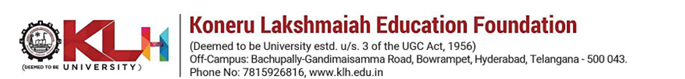 KLH
(DEEMED TO BE UNIVERSITY)
Koneru Lakshmaiah Education Foundation
(Deemed to be University estd. u/s. 3 of the UGC Act, 1956)
Off-Campus: Bachupally-Gandimaisamma Road, Bowrampet, Hyderabad, Telangana - 500 043.
Phone No: 7815926816, www.klh.edu.in